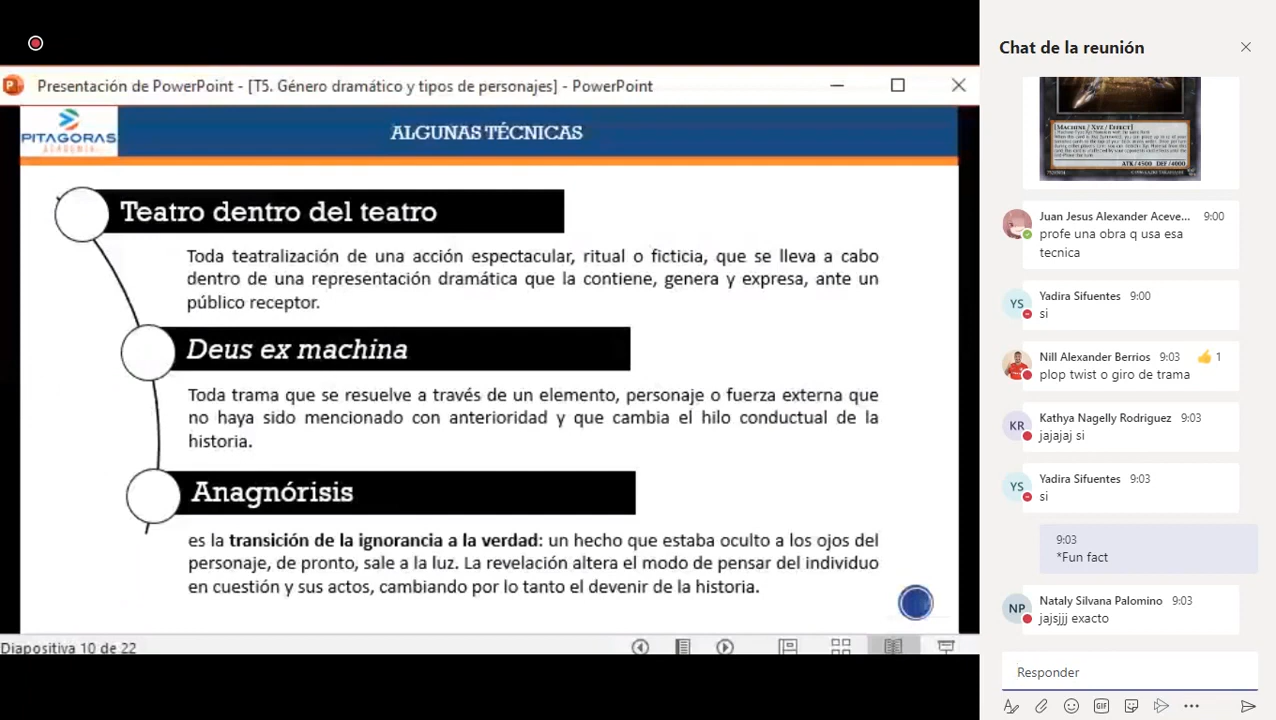 Presentación de PowerPoint - [T5. Género dramático y tipos de personajes] - PowerPoint
PITAGORAS
ACADEMIA
ALGUNAS TÉCNICAS
Teatro dentro del teatro
Toda teatralización de una acción espectacular, ritual o ficticia, que se lleva a cabo
dentro de una representación dramática que la contiene, genera y expresa, ante un
público receptor.
Deus ex machina
Toda trama que se resuelve a través de un elemento, personaje o fuerza externa que
no haya sido mencionado con anterioridad y que cambia el hilo conductual de la
historia.
Anagnórisis
es la transición de la ignorancia a la verdad: un hecho que estaba oculto a los ojos del
personaje, de pronto, sale a la luz. La revelación altera el modo de pensar del individuo
en cuestión y sus actos, cambiando por lo tanto el devenir de la historia.
Diapositiva 10 de 22
Chat de la reunión
[Machine / Xyz / Effect]
ATK/4500 DEF/4000
Juan Jesus Alexander Aceve... 9:00
profe una obra q usa esa
tecnica
YS Yadira Sifuentes 9:00
si
Nill Alexander Berrios 9:03 👍 1
plop twist o giro de trama
KR Kathya Nagelly Rodriguez 9:03
jajajaj si
YS Yadira Sifuentes 9:03
si
9:03
*Fun fact
NP Nataly Silvana Palomino 9:03
jajsjjj exacto
Responder
GIF